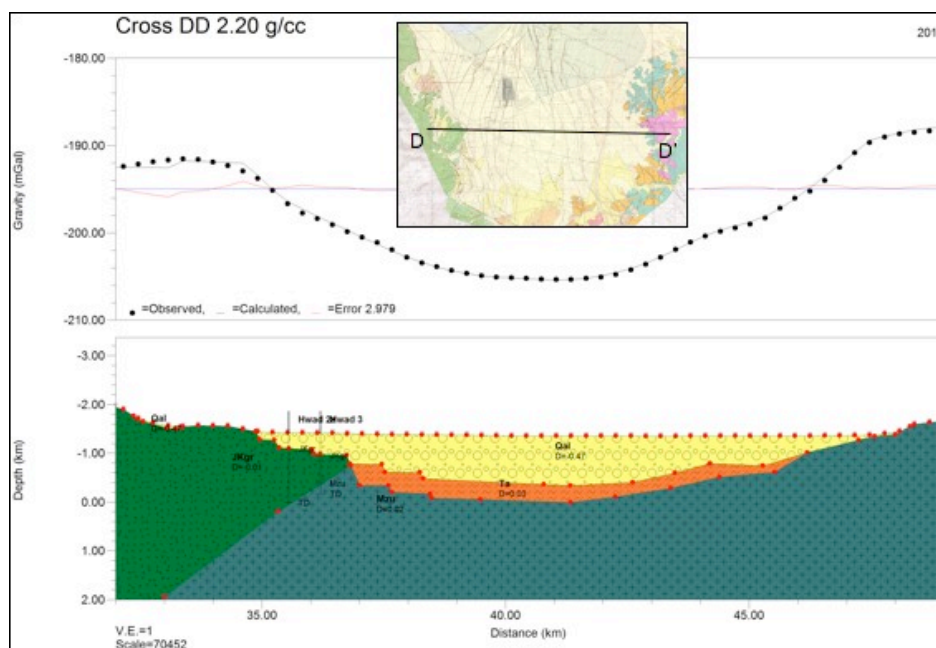 Cross DD 2.20 g/cc
201
-180.00
-190.00
-200.00
-210.00
Gravity (mGal)
D
D'
=Observed, =Calculated =Error 2.979
-3.00
-2.00
-1.00
0.00
1.00
2.00
Depth (km)
Qal
Hwad 2
Hwad 3
JKgr
D=-0.01
Qal
D=-0.47
Mzu
TD
TD
Ta
D=0.03
Mzu
D=0.02
35.00
40.00
45.00
Distance (km)
V.E.=1
Scale=70452